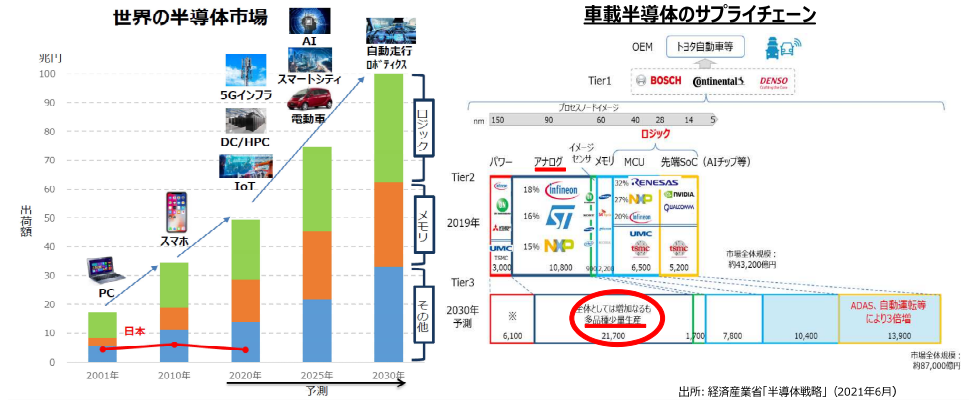 世界の半導体市場
兆円
100
90
80
70
60
50
40
30
20
10
0
AI
自動走行
ロボティクス
スマートシティ
5Gインフラ
電動車
DC/HPC
IoT
スマホ
PC
日本
出荷額
ロジック
メモリ
その他
2001年
2010年
2020年
2025年
2030年
予測
車載半導体のサプライチェーン
OEM
トヨタ自動車等
Tier1
BOSCH
Continental
DENSO
プロセスノードイメージ
nm
150
90
60
40
28
14
5
ロジック
パワー
アナログ
イメージ
センサ
メモリ
MCU
先端SoC（AIチップ等）
Tier2
2019年
18%
infineon
16%
ST
15%
NXP
32%
RENESAS
27%
NXP
20%
infineon
NVIDIA
QUALCOMM
UMC
TSMC
UMC
tsmc
tsmc
3,000
10,800
2,200
6,500
5,200
市場全体規模：
約43,200億円
Tier3
2030年
予測
※
6,100
全体としては増加なるも
多品種少量生産
21,700
1,700
7,800
10,400
ADAS、自動運転等
により3倍増
13,900
市場全体規模：
約87,000億円
出所: 経済産業省「半導体戦略」（2021年6月）